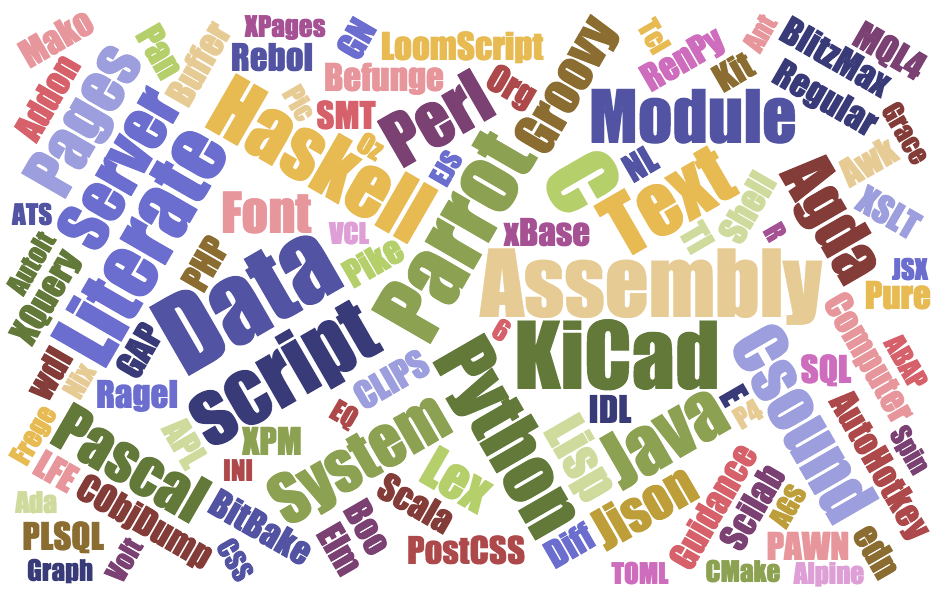 Mako
Pan
Buffer
XPages
Rebol
CN
LoomScript
Befunge
Groovy
Tcl
RenPy
Kit
Ant
BlitzMax
MQL4
Regular
Grace
Addon
Pages
Server
Literate
Haskell
Pic
SMT
Oz
Perl
Org
EJS
Parrot
Module
C
NL
Text
Shell
TI
R
Agda
Awk
XSLT
ATS
AutoIt
XQuery
PHP
Font
VCL
Pike
xBase
Assembly
JSX
Pure
Data
script
GAP
Wdl
Nix
Ragel
CLIPS
EQ
6
KiCad
Python
Csound
SQL
Computer
ABAP
IDL
E
P4
Java
Lisp
AutoHotkey
Spin
Frege
LFE
Pascal
APL
XPM
INI
System
Lex
Scala
Ada
PLSQL
Graph
CObjDump
Volt
BitBake
CSS
Boo
Elm
PostCSS
Diff
Jison
Guidance
Scilab
AGS
TOML
CMake
PAWN
Alpine
edn